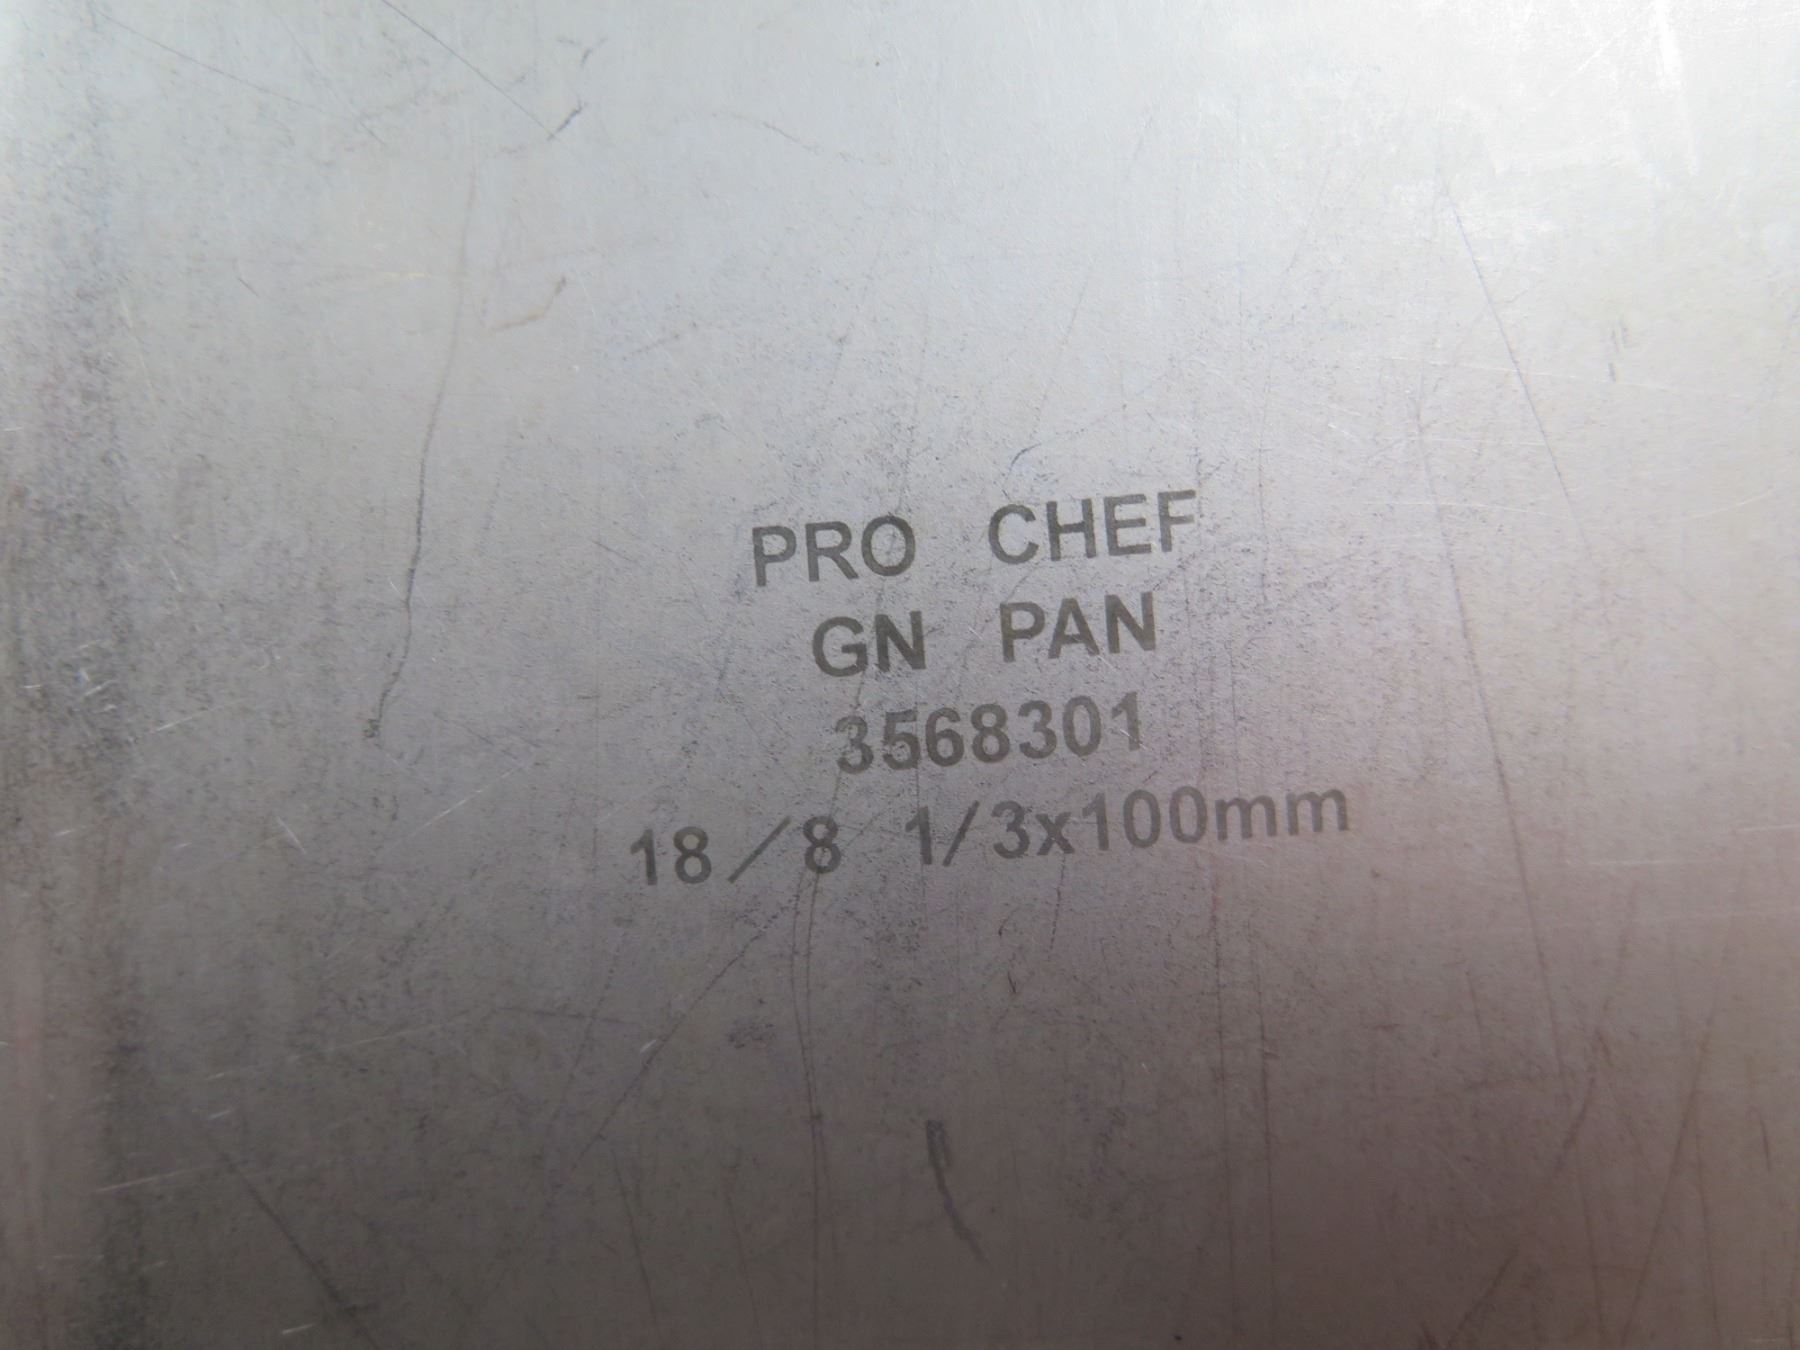 PRO CHEF
GN PAN
3568301
18/8 1/3x100mm